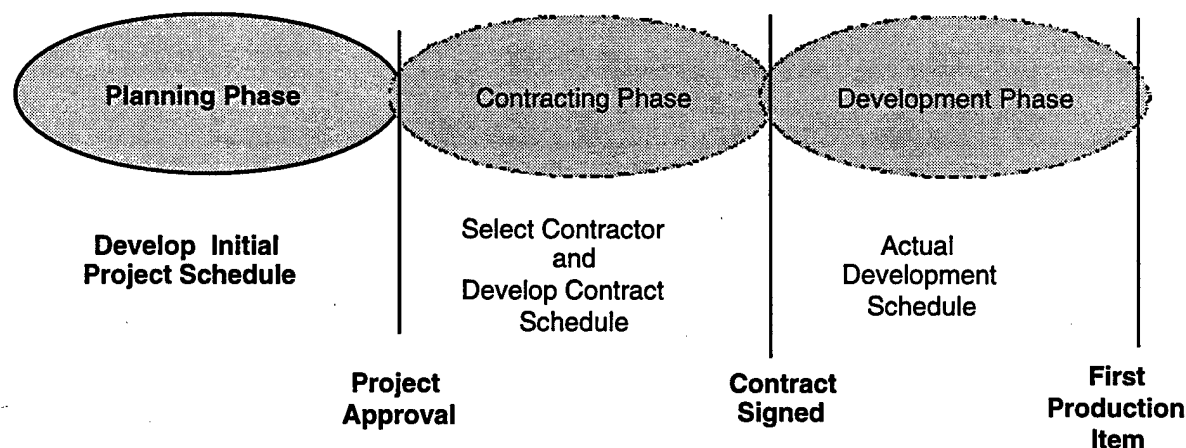 Planning Phase
Contracting Phase
Development Phase
Develop Initial
Project Schedule
Select Contractor
and
Develop Contract
Schedule
Actual
Development
Schedule
Project
Approval
Contract
Signed
First
Production
Item